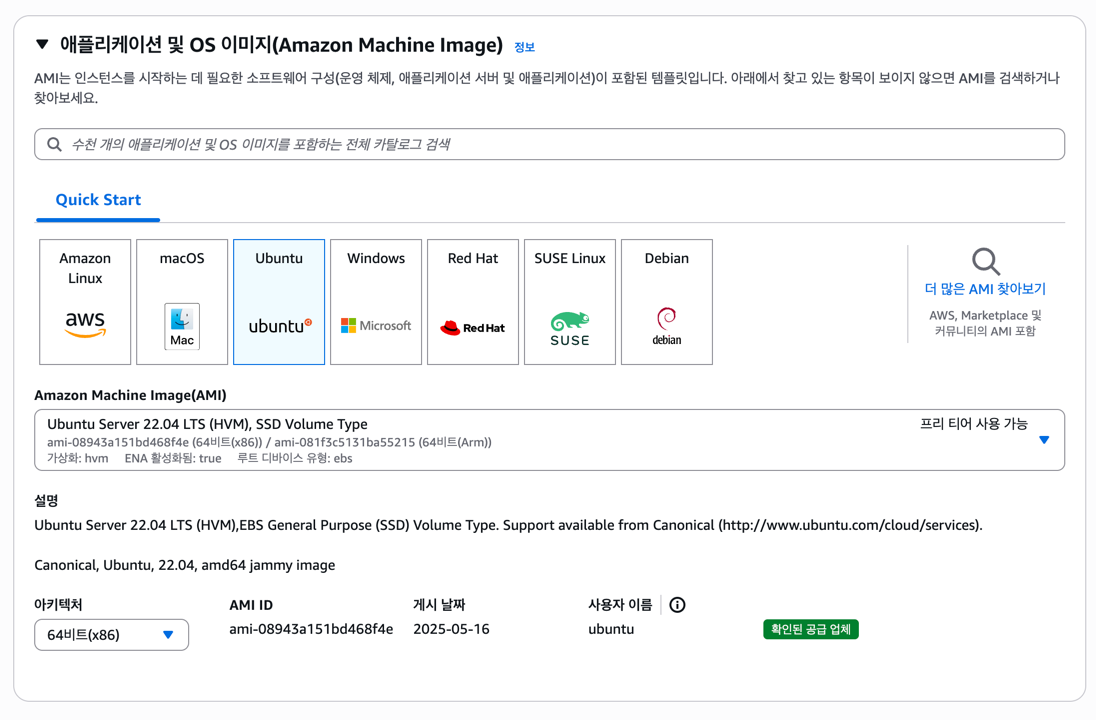 ▼ 애플리케이션 및 OS 이미지(Amazon Machine Image) 정보
AMI는 인스턴스를 시작하는 데 필요한 소프트웨어 구성(운영 체제, 애플리케이션 서버 및 애플리케이션)이 포함된 템플릿입니다. 아래에서 찾고 있는 항목이 보이지 않으면 AMI를 검색하거나
찾아보세요.
수천 개의 애플리케이션 및 OS 이미지를 포함하는 전체 카탈로그 검색
Quick Start
Amazon
Linux
aws
macOS
Mac
Ubuntu
ubuntu
Windows
Microsoft
Red Hat
Red Hat
SUSE Linux
SUSE
Debian
debian
더 많은 AMI 찾아보기
AWS, Marketplace 및
커뮤니티의 AMI 포함
Amazon Machine Image(AMI)
Ubuntu Server 22.04 LTS (HVM), SSD Volume Type 프리 티어 사용 가능
ami-08943a151bd468f4e (64비트(x86)) / ami-081f3c5131ba55215 (64비트(Arm))
가상화: hvm ENA 활성화됨: true 루트 디바이스 유형: ebs
설명
Ubuntu Server 22.04 LTS (HVM),EBS General Purpose (SSD) Volume Type. Support available from Canonical (http://www.ubuntu.com/cloud/services).
Canonical, Ubuntu, 22.04, amd64 jammy image
아키텍처 AMI ID 게시 날짜 사용자 이름
64비트(x86) ami-08943a151bd468f4e 2025-05-16 ubuntu 확인된 공급 업체